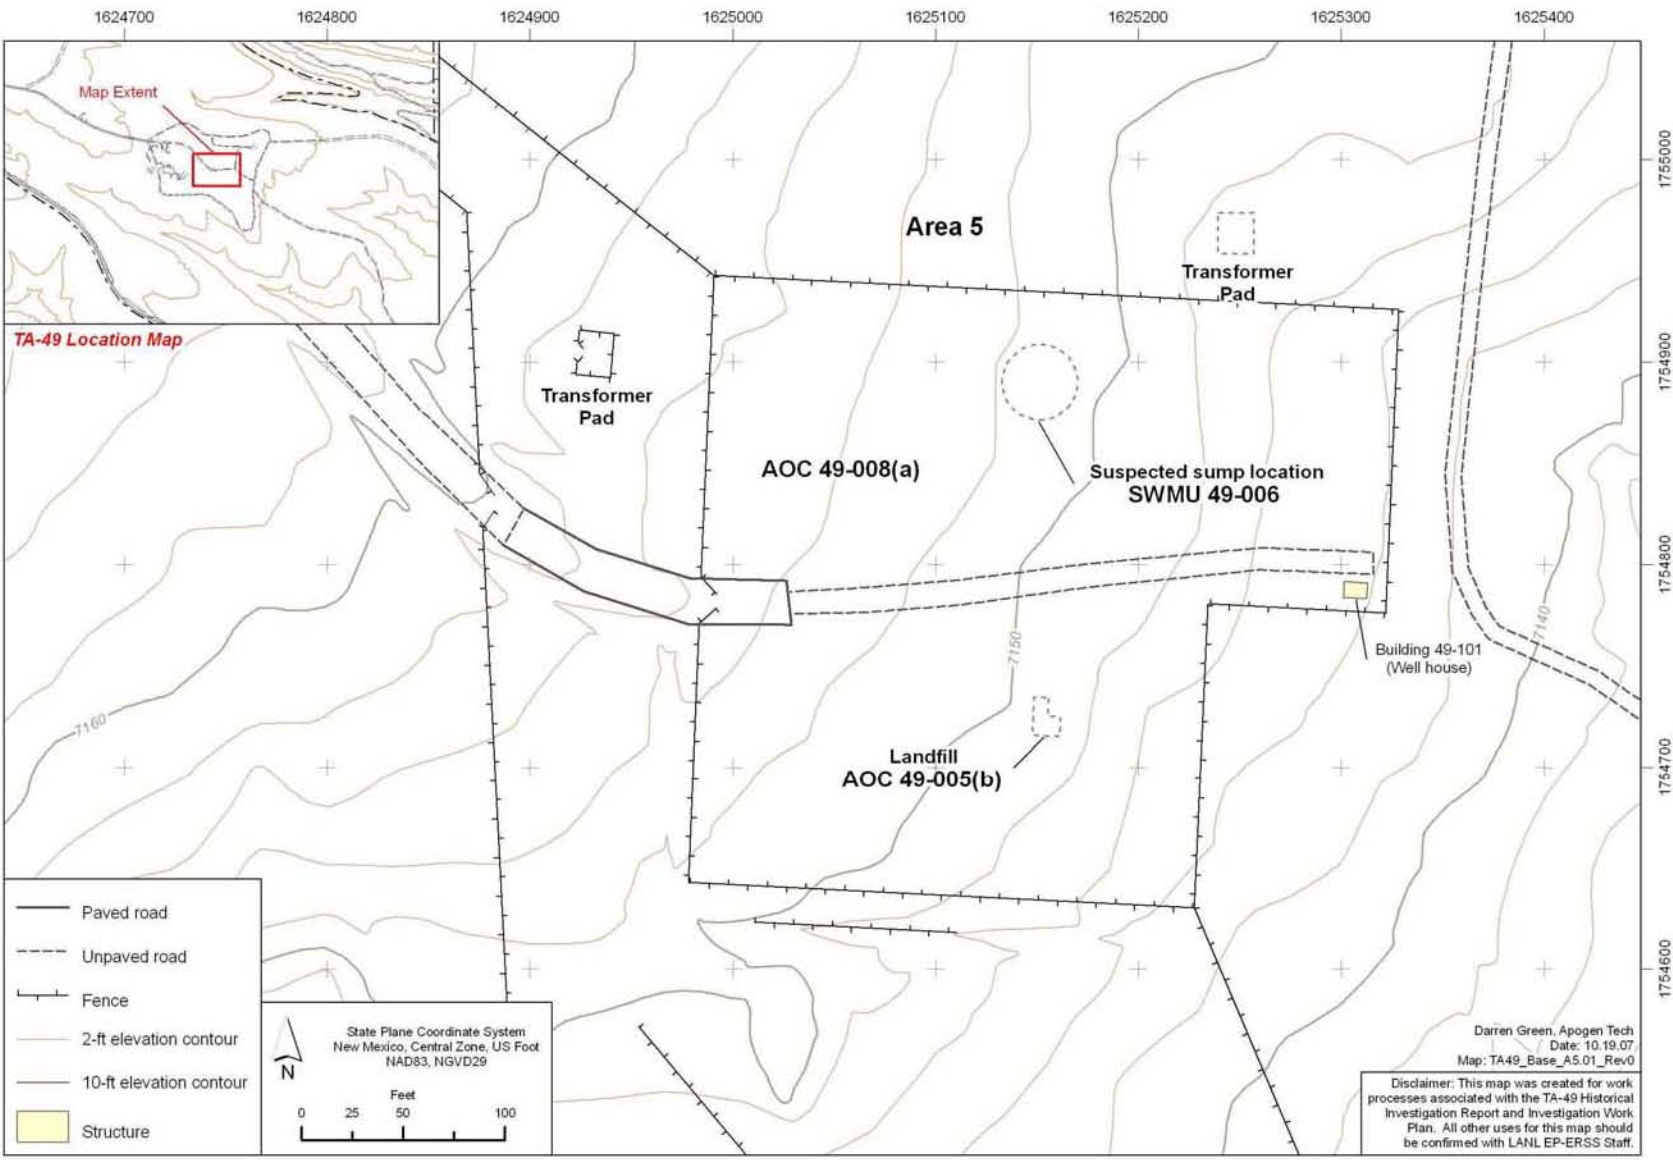 1624700 1624800 1624900 1625000 1625100 1625200 1625300 1625400
Map Extent
TA-49 Location Map
1755000
1754900
1754800
1754700
1754600
Area 5
Transformer
Pad
Transformer
Pad
AOC 49-008(a)
Suspected sump location
SWMU 49-006
Building 49-101
(Well house)
7140
7150
7160
Landfill
AOC 49-005(b)
Paved road
Unpaved road
Fence
2-ft elevation contour
10-ft elevation contour
Structure
N
State Plane Coordinate System
New Mexico, Central Zone, US Foot
NAD83, NGVD29
Feet
0 25 50 100
Darren Green, Apogen Tech
Date: 10.19.07
Map: TA49_Base_A5.01_Rev0
Disclaimer: This map was created for work
processes associated with the TA-49 Historical
Investigation Report and Investigation Work
Plan. All other uses for this map should
be confirmed with LANL EP-ERSS Staff.